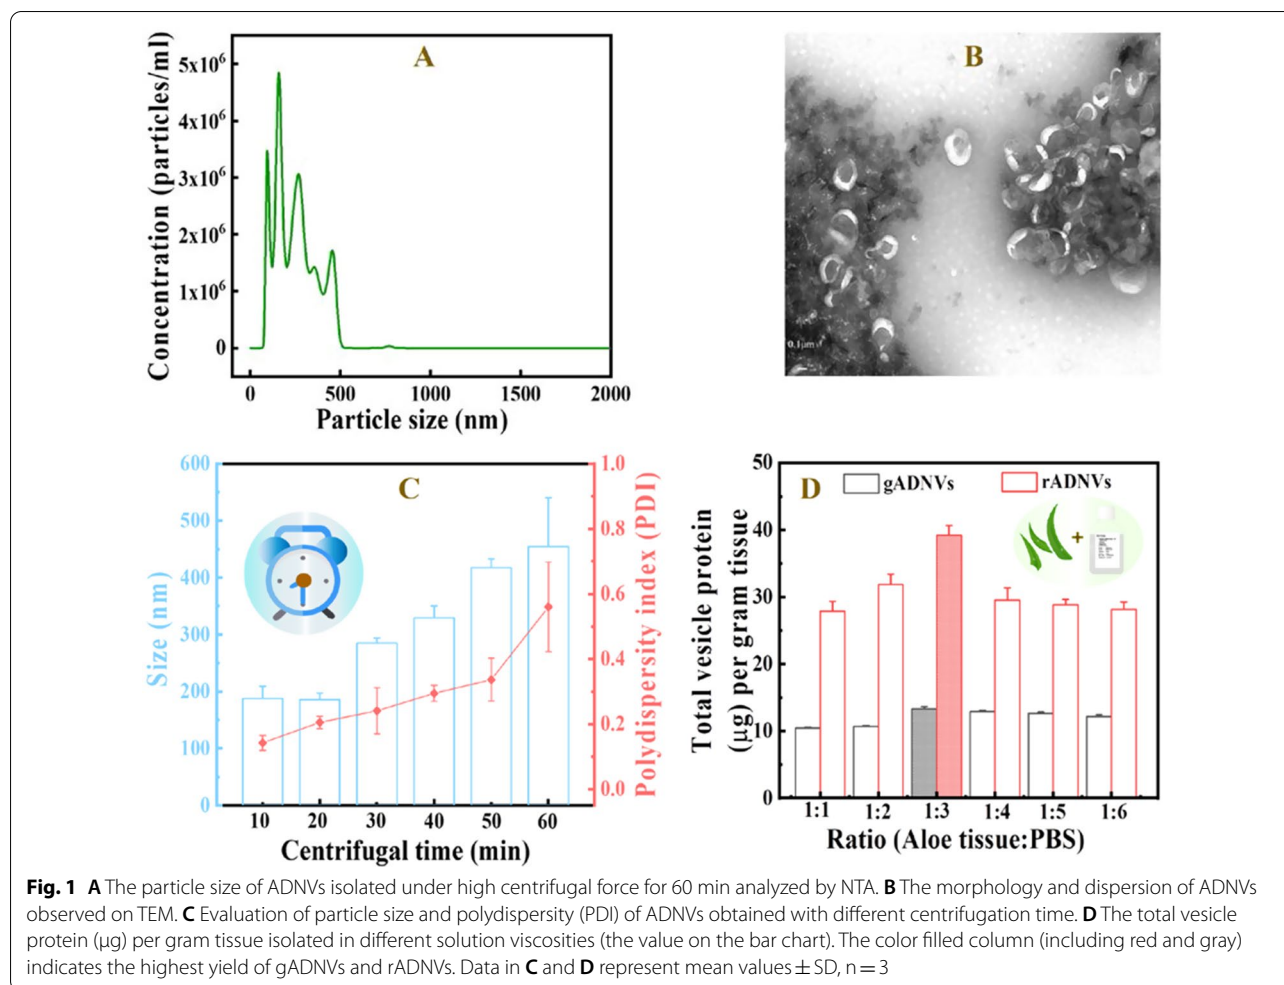 A
Concentration (particles/ml)
5x10⁶
4x10⁶
3x10⁶
2x10⁶
1x10⁶
0
0 500 1000 1500 2000
Particle size (nm)
B
0.1μm
C
Size (nm)
600
500
400
300
200
100
0
1.0
0.8
0.6
0.4
0.2
0.0
Polydispersity index (PDI)
10 20 30 40 50 60
Centrifugal time (min)
D
gADNVs rADNVs
+
Total vesicle protein
(μg) per gram tissue
50
40
30
20
10
0
1:1 1:2 1:3 1:4 1:5 1:6
Ratio (Aloe tissue:PBS)
Fig. 1 A The particle size of ADNVs isolated under high centrifugal force for 60 min analyzed by NTA. B The morphology and dispersion of ADNVs
observed on TEM. C Evaluation of particle size and polydispersity (PDI) of ADNVs obtained with different centrifugation time. D The total vesicle
protein (μg) per gram tissue isolated in different solution viscosities (the value on the bar chart). The color filled column (including red and gray)
indicates the highest yield of gADNVs and rADNVs. Data in C and D represent mean values ± SD, n = 3